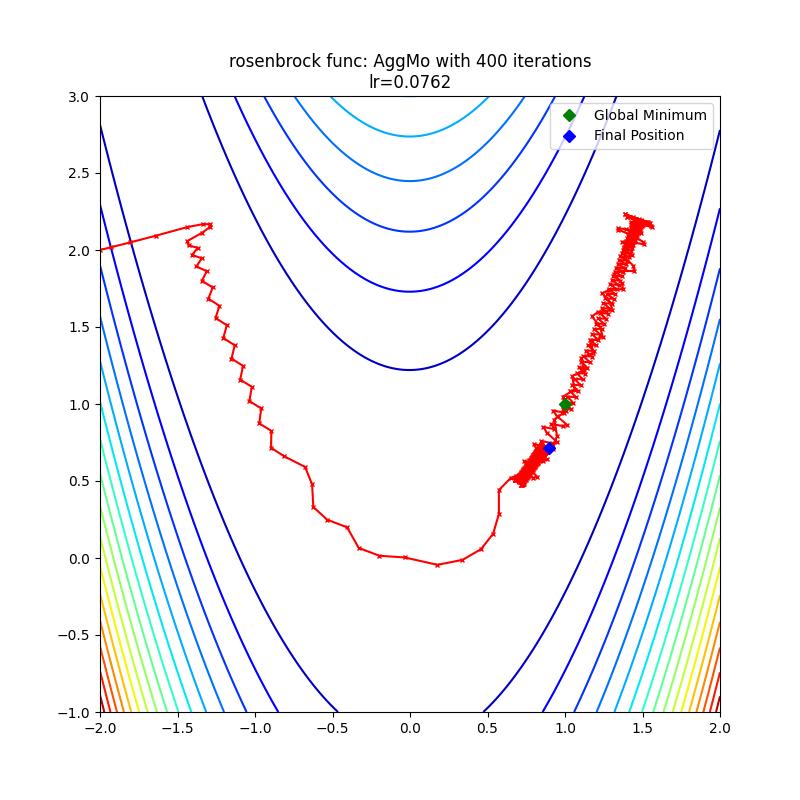 rosenbrock func: AggMo with 400 iterations
lr=0.0762
Global Minimum
Final Position
3.0
2.5
2.0
1.5
1.0
0.5
0.0
−0.5
−1.0
−2.0 −1.5 −1.0 −0.5 0.0 0.5 1.0 1.5 2.0